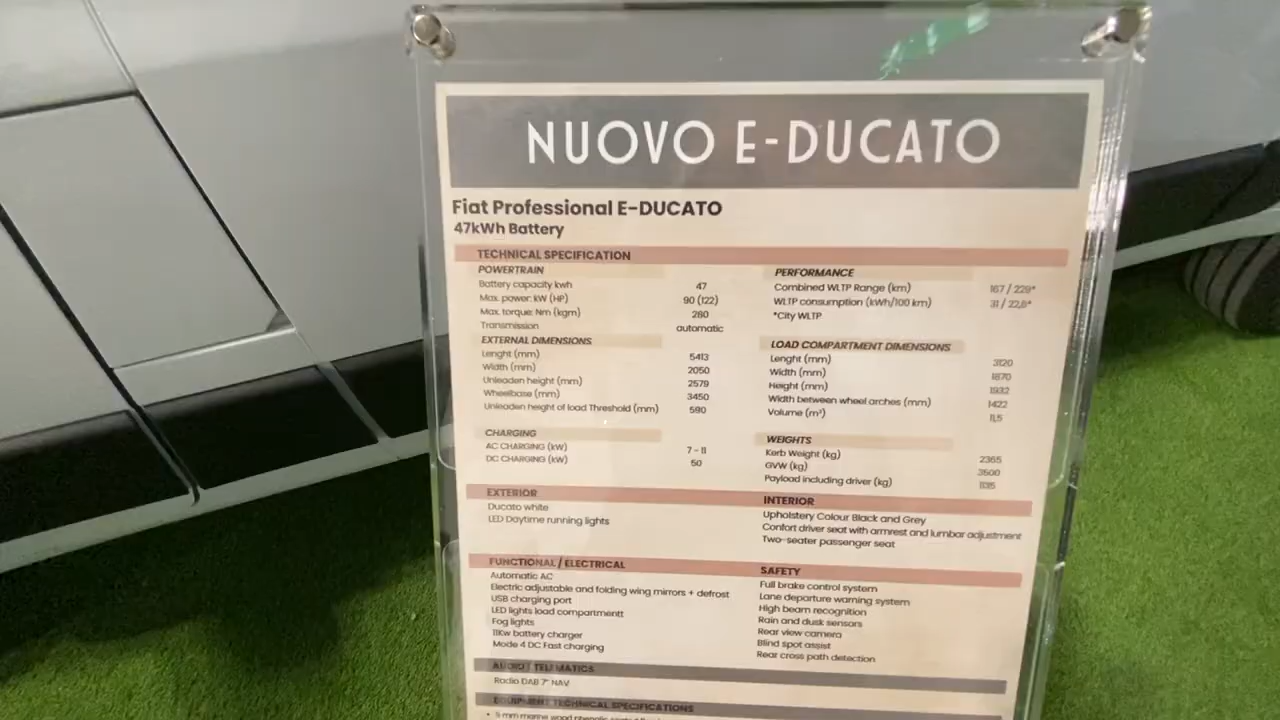 NUOVO E-DUCATO
Fiat Professional E-DUCATO
47kWh Battery
TECHNICAL SPECIFICATION
POWERTRAIN
Battery capacity kwh 47
Max. power: kW (HP) 90 (122)
Max. torque: Nm (kgm) 280
Transmission automatic
EXTERNAL DIMENSIONS
Lenght (mm) 5413
Width (mm) 2050
Unleaden height (mm) 2579
Wheelbase (mm) 3450
Unleaden height of load Threshold (mm) 590
CHARGING
AC CHARGING (kW) 7 - 11
DC CHARGING (kW) 50
PERFORMANCE
Combined WLTP Range (km) 167 / 229*
WLTP consumption (kWh/100 km) 31 / 22,8*
*City WLTP
LOAD COMPARTMENT DIMENSIONS
Lenght (mm) 3120
Width (mm) 1870
Height (mm) 1932
Width between wheel arches (mm) 1422
Volume (m³) 11,5
WEIGHTS
Kerb Weight (kg) 2365
GVW (kg) 3500
Payload including driver (kg) 1135
EXTERIOR
Ducato white
LED Daytime running lights
INTERIOR
Upholstery Colour Black and Grey
Confort driver seat with armrest and lumbar adjustment
Two-seater passenger seat
FUNCTIONAL / ELECTRICAL
Automatic AC
Electric adjustable and folding wing mirrors + defrost
USB charging port
LED lights load compartmentt
Fog lights
11Kw battery charger
Mode 4 DC Fast charging
SAFETY
Full brake control system
Lane departure warning system
High beam recognition
Rain and dusk sensors
Rear view camera
Blind spot assist
Rear cross path detection
AUDIO / TELEMATICS
Radio DAB 7" NAV
EQUIPMENT TECHNICAL SPECIFICATIONS